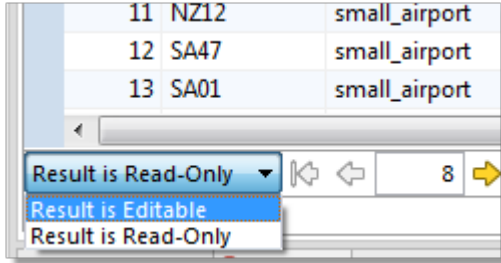 11 NZ12 small_airport
12 SA47 small_airport
13 SA01 small_airport
Result is Read-Only 8
Result is Editable
Result is Read-Only